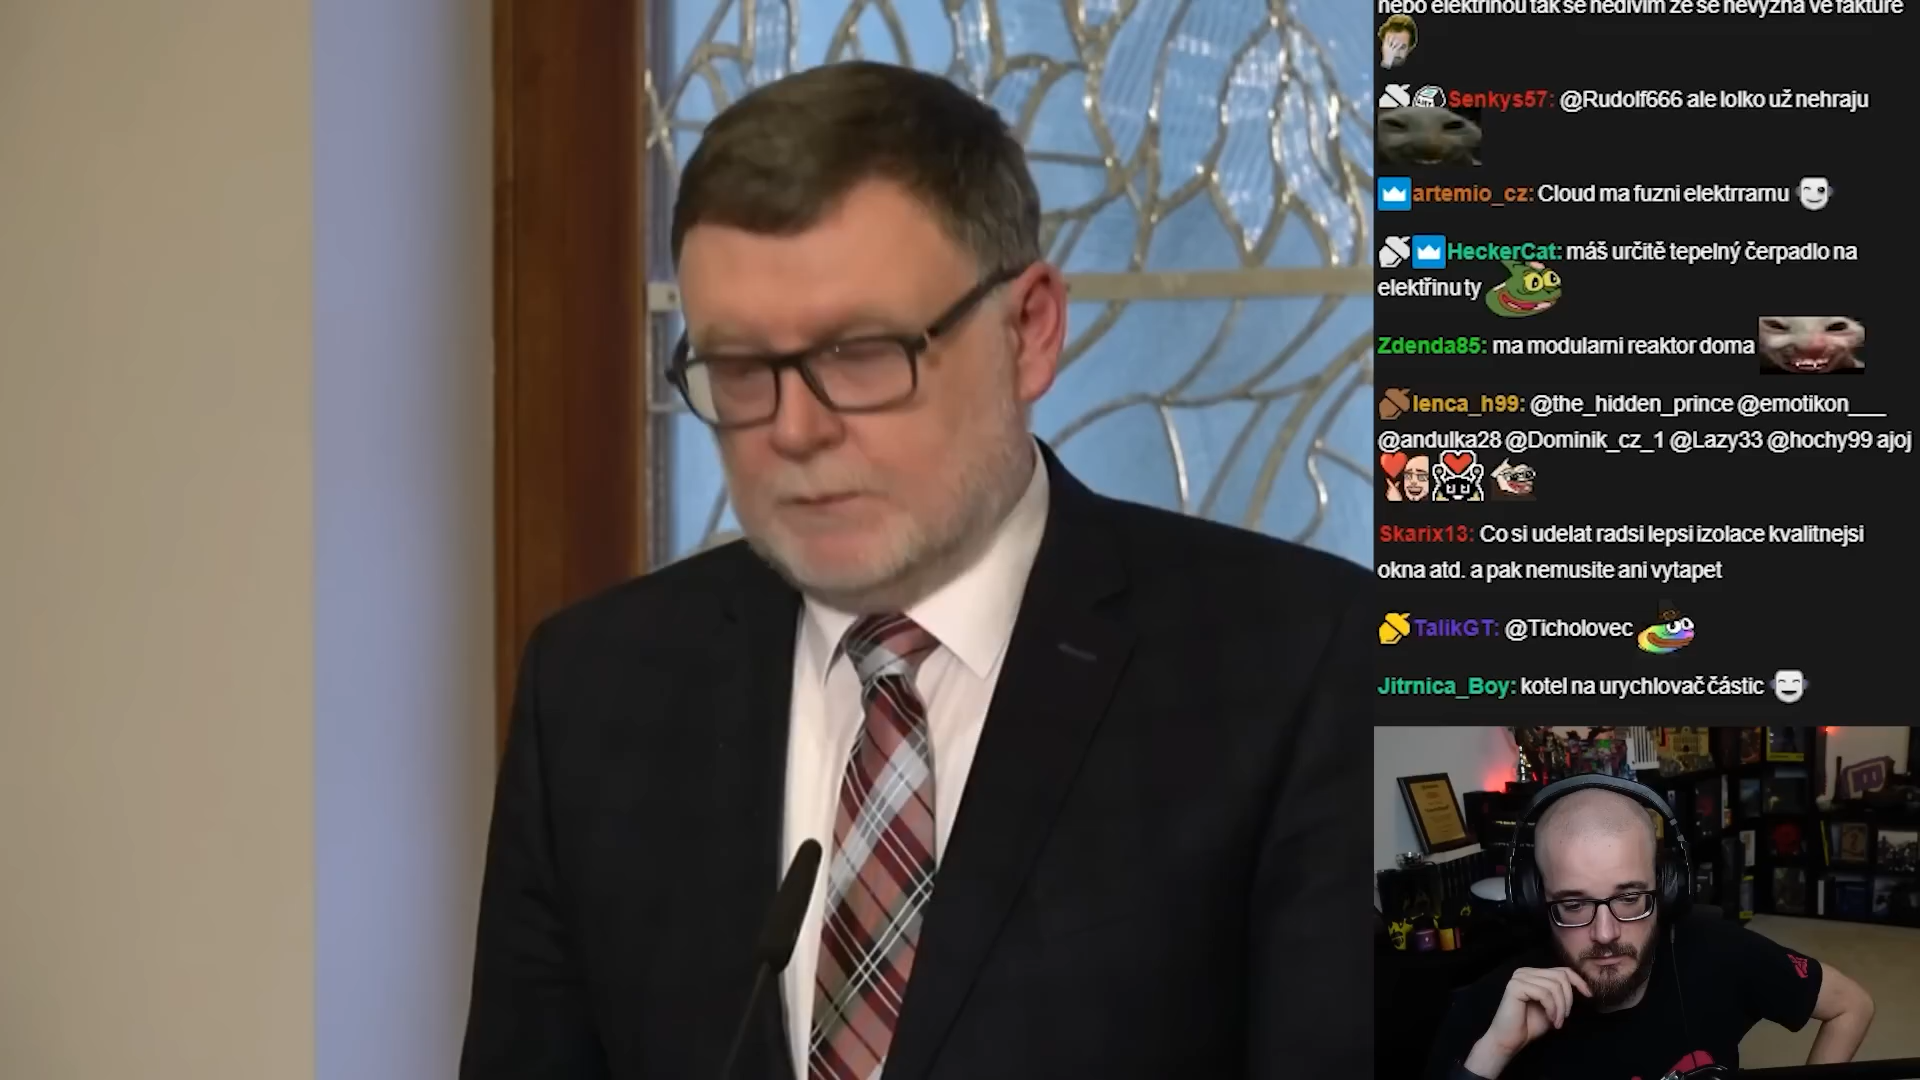 nebo elektřinou tak se nedivím že se nevyzná ve faktuře
Senkys57: @Rudolf666 ale lolko už nehraju
artemio_cz: Cloud ma fuzni elektrrarnu
HeckerCat: máš určitě tepelný čerpadlo na
elektřinu ty
Zdenda85: ma modularni reaktor doma
lenca_h99: @the_hidden_prince @emotikon___
@andulka28 @Dominik_cz_1 @Lazy33 @hochy99 ajoj
Skarix13: Co si udelat radsi lepsi izolace kvalitnejsi
okna atd. a pak nemusite ani vytapet
TalikGT: @Ticholovec
Jitrnica_Boy: kotel na urychlovač částic